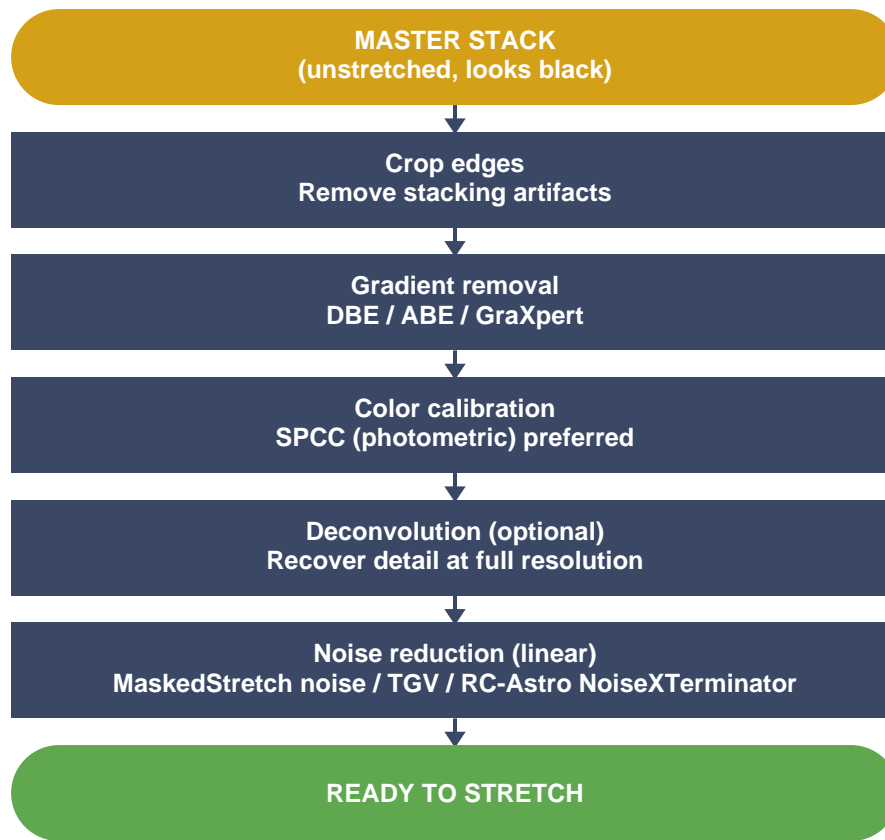 MASTER STACK
(unstretched, looks black)
Crop edges
Remove stacking artifacts
Gradient removal
DBE / ABE / GraXpert
Color calibration
SPCC (photometric) preferred
Deconvolution (optional)
Recover detail at full resolution
Noise reduction (linear)
MaskedStretch noise / TGV / RC-Astro NoiseXTerminator
READY TO STRETCH